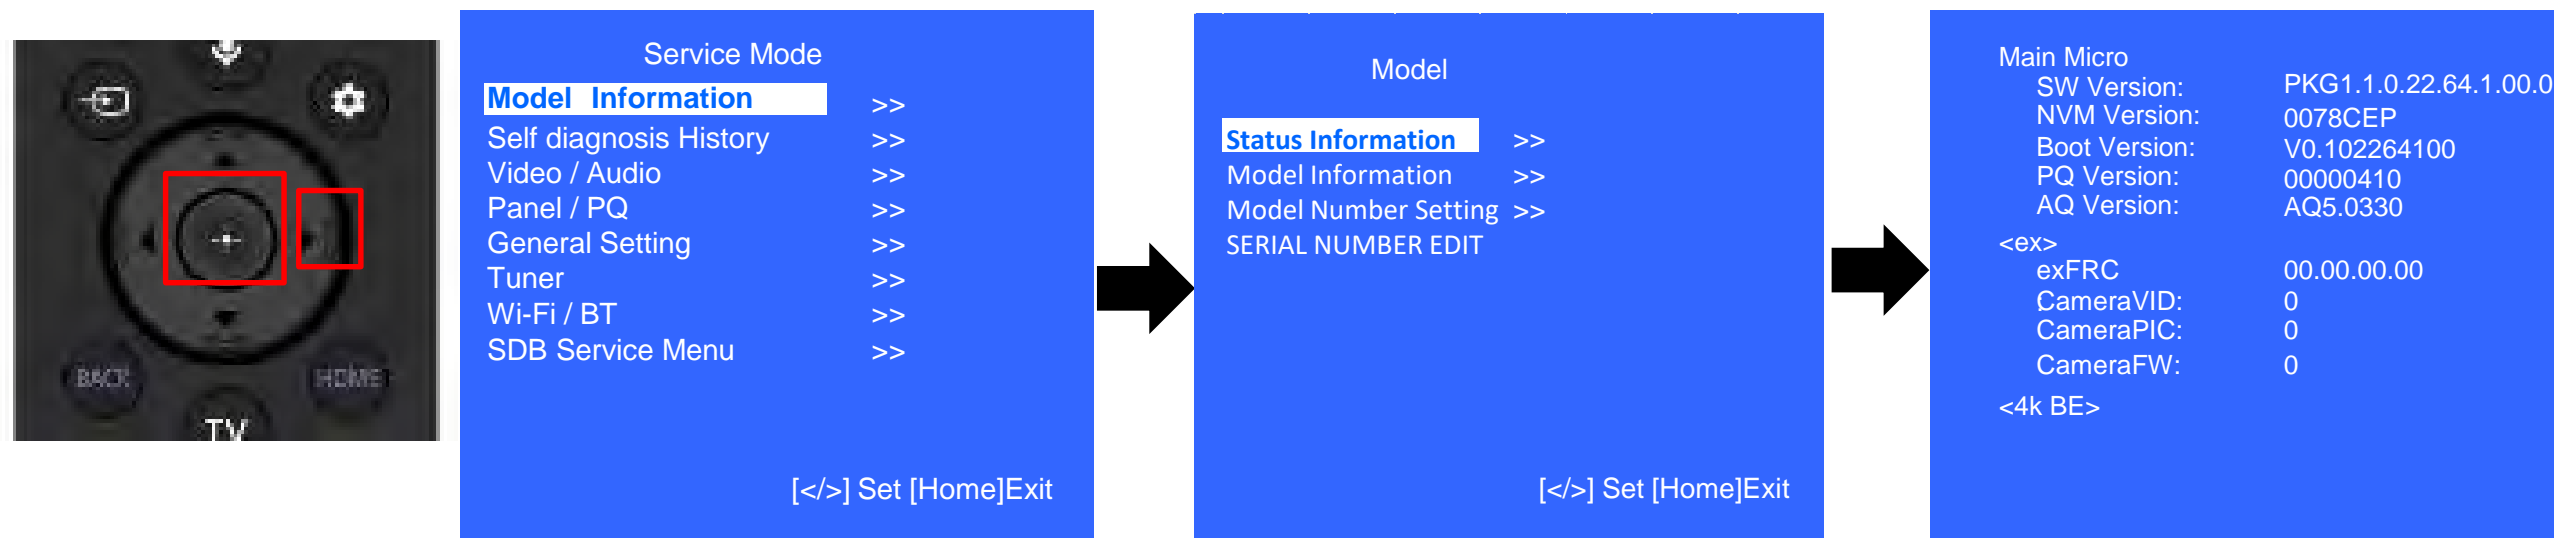 BACK
HOME
TV
Service Mode
Model Information >>
Self diagnosis History >>
Video / Audio >>
Panel / PQ >>
General Setting >>
Tuner >>
Wi-Fi / BT >>
SDB Service Menu >>
[</>] Set [Home]Exit
Model
Status Information >>
Model Information >>
Model Number Setting >>
SERIAL NUMBER EDIT
[</>] Set [Home]Exit
Main Micro
SW Version: PKG1.1.0.22.64.1.00.0
NVM Version: 0078CEP
Boot Version: V0.102264100
PQ Version: 00000410
AQ Version: AQ5.0330
<ex>
exFRC 00.00.00.00
:
CameraVID: 0
CameraPIC: 0
CameraFW: 0
<4k BE>